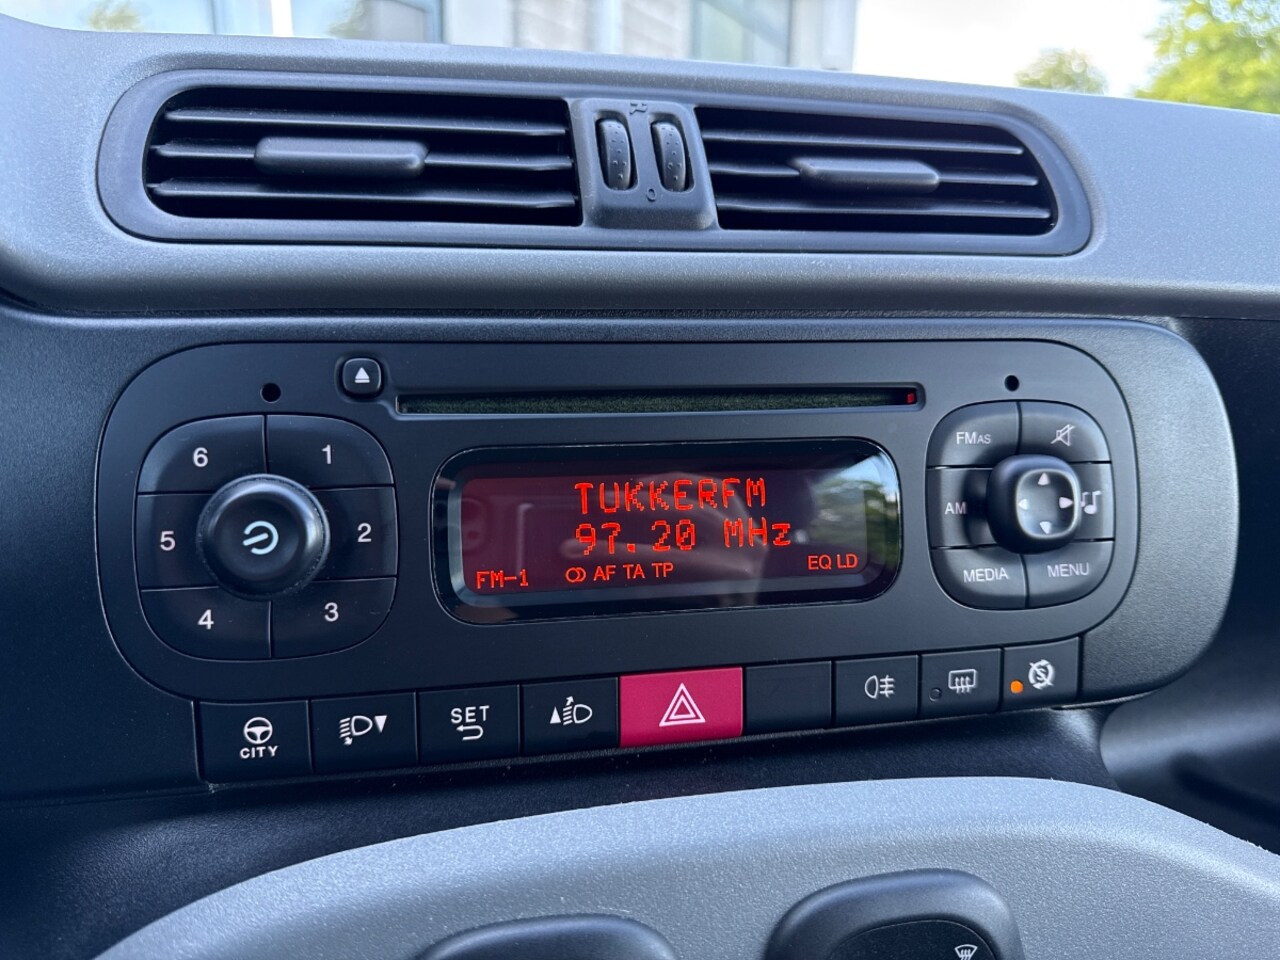 0
6 1
FMAS
5 2
AM
TUKKERFM
97.20 MHz
FM-1 AF TA TP EQ LD
4 3
MEDIA MENU
CITY
SET
S